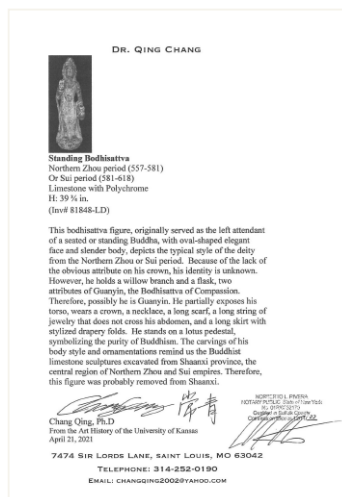 DR. QING CHANG
Standing Bodhisattva
Northern Zhou period (557-581)
Or Sui period (581-618)
Limestone with Polychrome
H: 39 ¾ in.
(Inv# 81848-LD)
This bodhisattva figure, originally served as the left attendant
of a seated or standing Buddha, with oval-shaped elegant
face and slender body, depicts the typical style of the deity
from the Northern Zhou or Sui period. Because of the lack of
the obvious attribute on his crown, his identity is unknown.
However, he holds a willow branch and a flask, two
attributes of Guanyin, the Bodhisattva of Compassion.
Therefore, possibly he is Guanyin. He partially exposes his
torso, wears a crown, a necklace, a long scarf, a long string of
jewelry that does not cross his abdomen, and a long skirt with
stylized drapery folds. He stands on a lotus pedestal,
symbolizing the purity of Buddhism. The carvings of his
body style and ornamentations remind us the Buddhist
limestone sculptures excavated from Shaanxi province, the
central region of Northern Zhou and Sui empires. Therefore,
this figure was probably removed from Shaanxi.
常青
NOTARY PUBLIC State of New York
Chang Qing, Ph.D
From the Art History of the University of Kansas
April 21, 2021
7474 SIR LORDS LANE, SAINT LOUIS, MO 63042
TELEPHONE: 314-252-0190
EMAIL: CHANGQING2002@YAHOO.COM